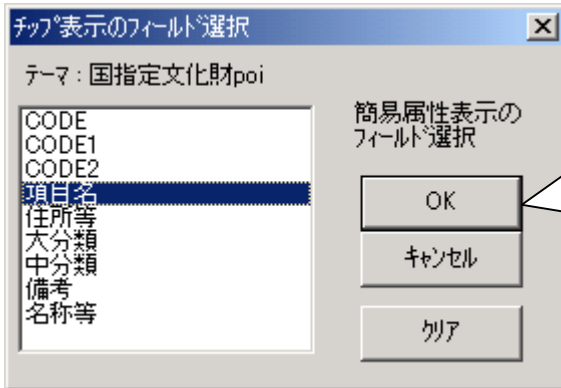 ﾁｯﾌﾟ表示のﾌｨｰﾙﾄﾞ選択
ﾃｰﾏ：国指定文化財poi
CODE
CODE1
CODE2
項目名
住所等
大分類
中分類
備考
名称等
簡易属性表示の
ﾌｨｰﾙﾄﾞ選択
OK
ｷｬﾝｾﾙ
ｸﾘｱ